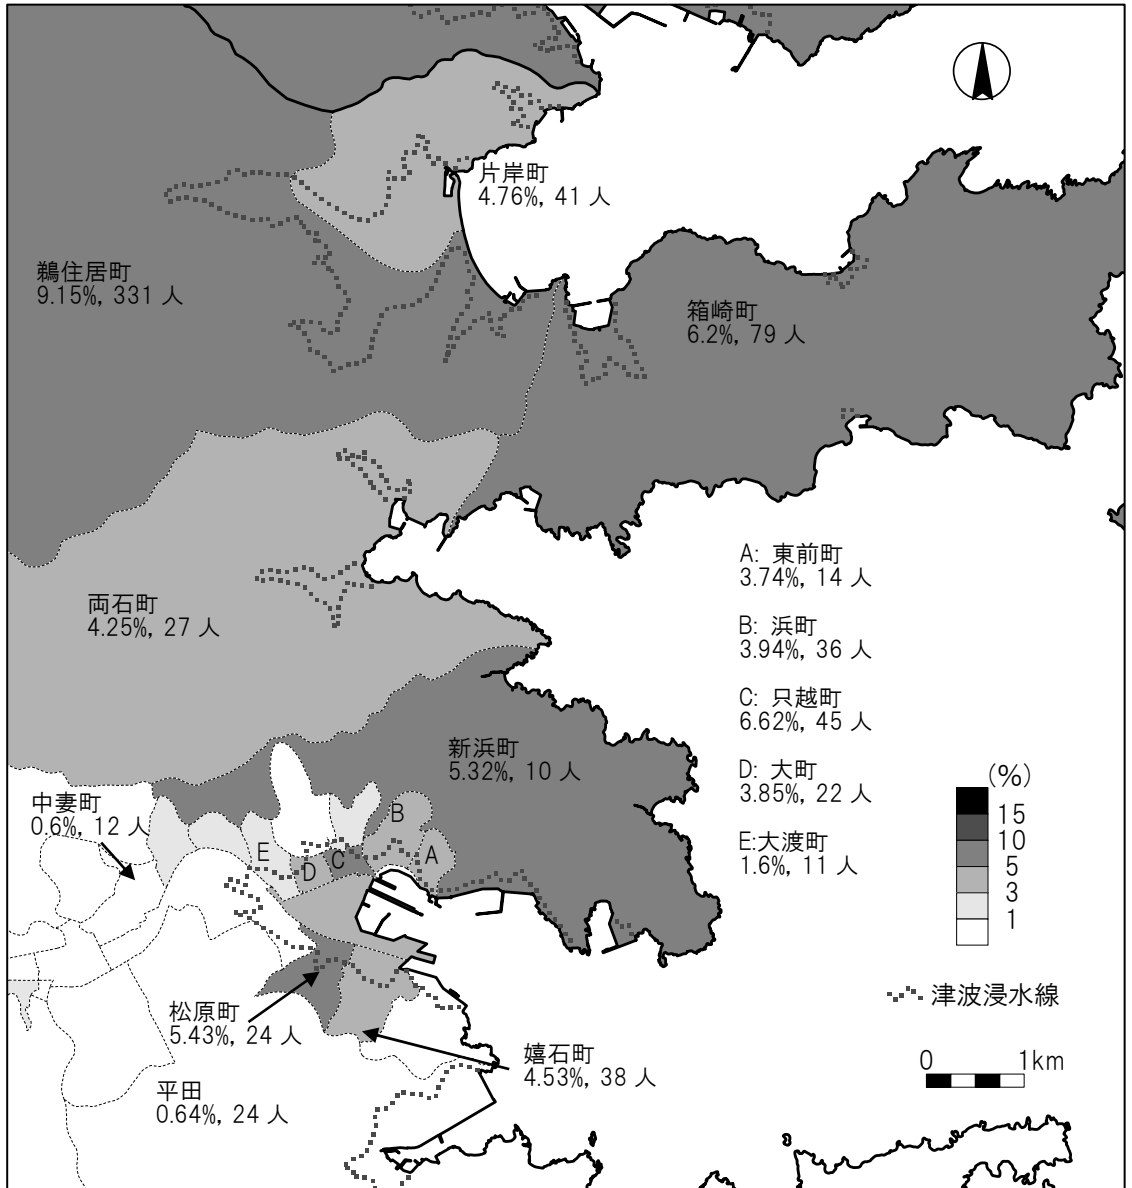 片岸町
4.76%, 41 人
鵜住居町
9.15%, 331 人
箱崎町
6.2%, 79 人
両石町
4.25%, 27 人
A: 東前町
3.74%, 14 人
B: 浜町
3.94%, 36 人
C: 只越町
6.62%, 45 人
D: 大町
3.85%, 22 人
E:大渡町
1.6%, 11 人
新浜町
5.32%, 10 人
中妻町
0.6%, 12 人
B
A
E
D
C
(%)
15
10
5
3
1
津波浸水線
松原町
5.43%, 24 人
嬉石町
4.53%, 38 人
平田
0.64%, 24 人
0 1km